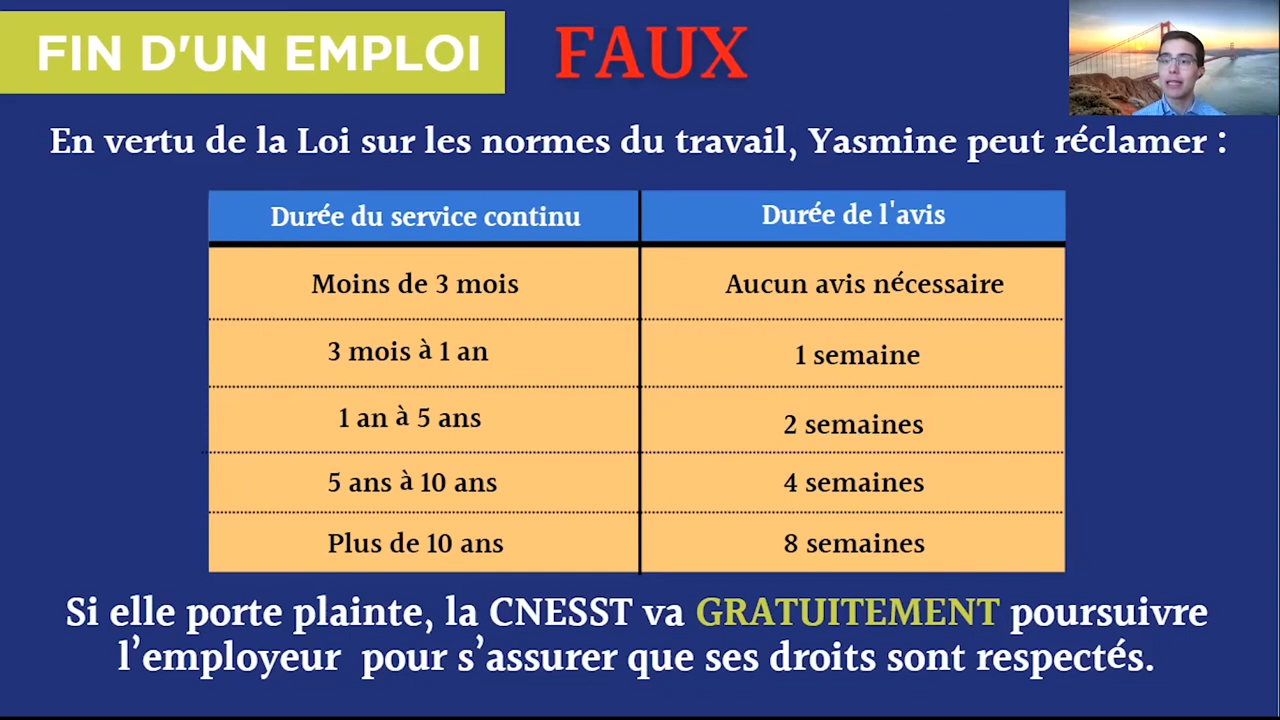 FIN D'UN EMPLOI
FAUX
En vertu de la Loi sur les normes du travail, Yasmine peut réclamer :
Durée du service continu
Durée de l'avis
Moins de 3 mois
Aucun avis nécessaire
3 mois à 1 an
1 semaine
1 an à 5 ans
2 semaines
5 ans à 10 ans
4 semaines
Plus de 10 ans
8 semaines
Si elle porte plainte, la CNESST va GRATUITEMENT poursuivre
l’employeur pour s’assurer que ses droits sont respectés.